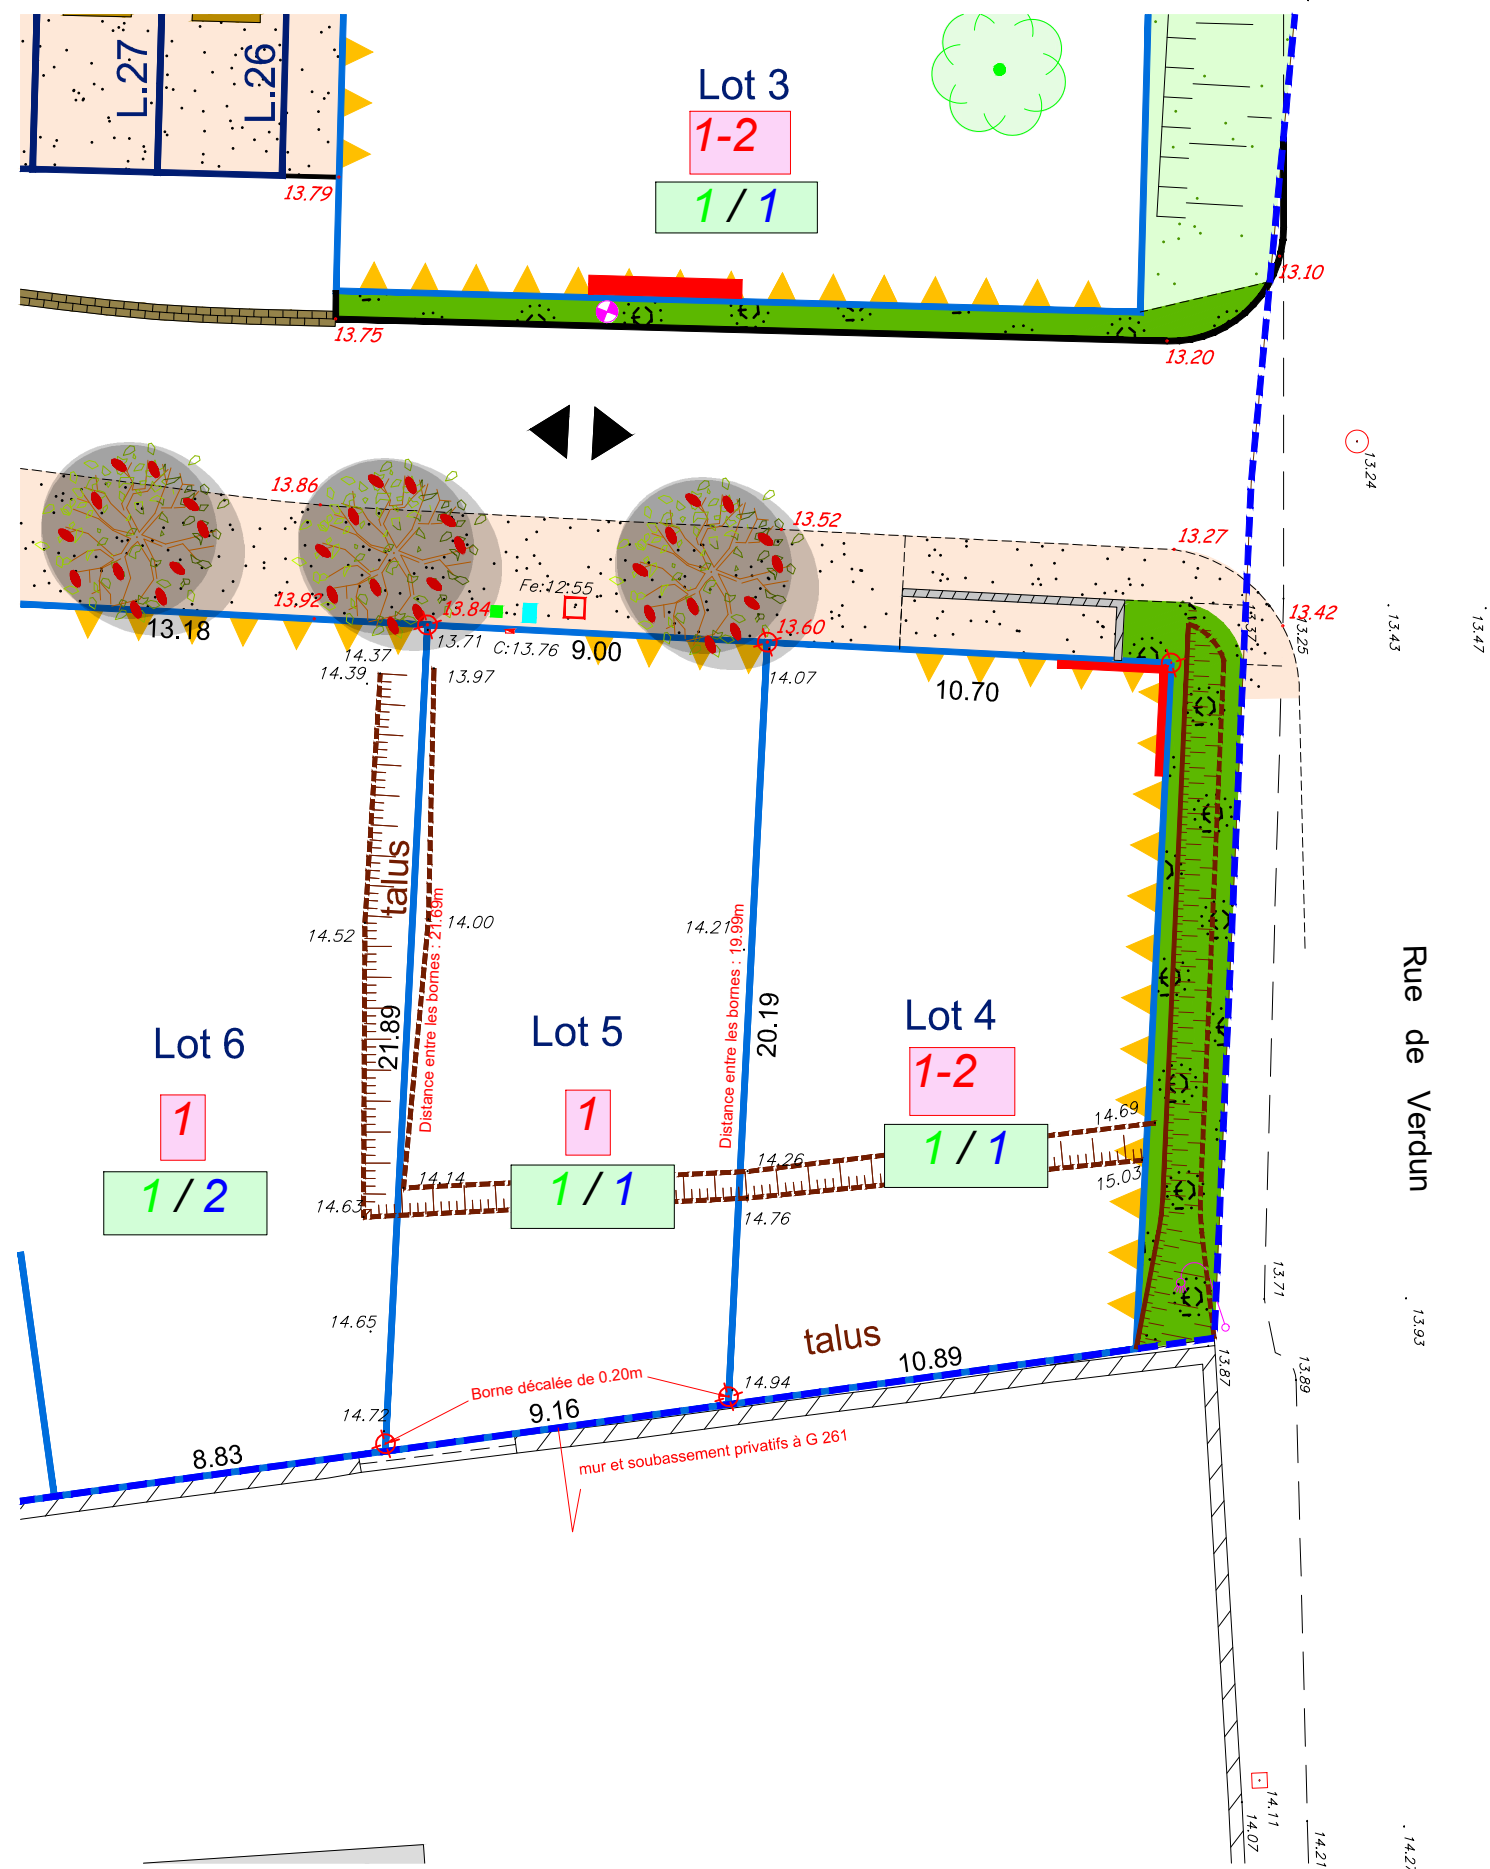 L.27
L.26
Lot 3
1-2
1 / 1
13.79
13.10
13.75
13.20
13.24
13.86
13.52
13.27
13.92
13.84
Fe:12.55
13.60
13.42
13.37
13.25
13.43
13.47
13.18
13.71
C:13.76
9.00
14.37
14.39
13.97
14.07
10.70
talus
14.52
14.00
14.21
Distance entre les bornes : 21.69m
Distance entre les bornes : 19.99m
21.89
20.19
Rue de Verdun
Lot 6
Lot 5
Lot 4
1
1
1-2
1 / 2
1 / 1
1 / 1
14.69
15.03
14.14
14.26
14.63
14.76
14.65
13.71
13.93
talus
10.89
13.87
13.89
Borne décalée de 0.20m
14.94
14.72
9.16
8.83
mur et soubassement privatifs à G 261
14.11
14.07
14.21